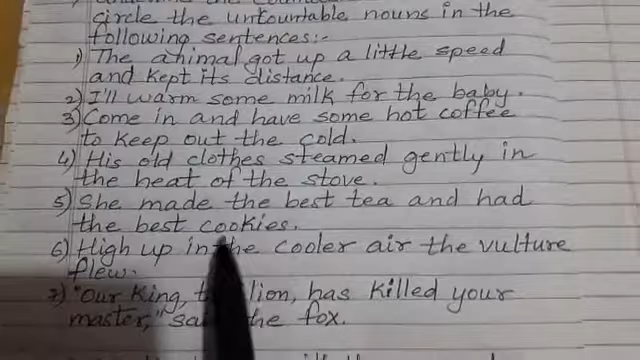 circle the untountable nouns in the
following sentences:-
1) The animal got up a little speed
and kept its distance.
2) I'll warm some milk for the baby.
3) Come in and have some hot coffee
to keep out the cold.
4) His old clothes steamed gently in
the heat of the stove.
5) She made the best tea and had
the best cookies.
6) High up in the cooler air the vulture
flew.
7) "Our King, lion, has killed your
master," said the fox.